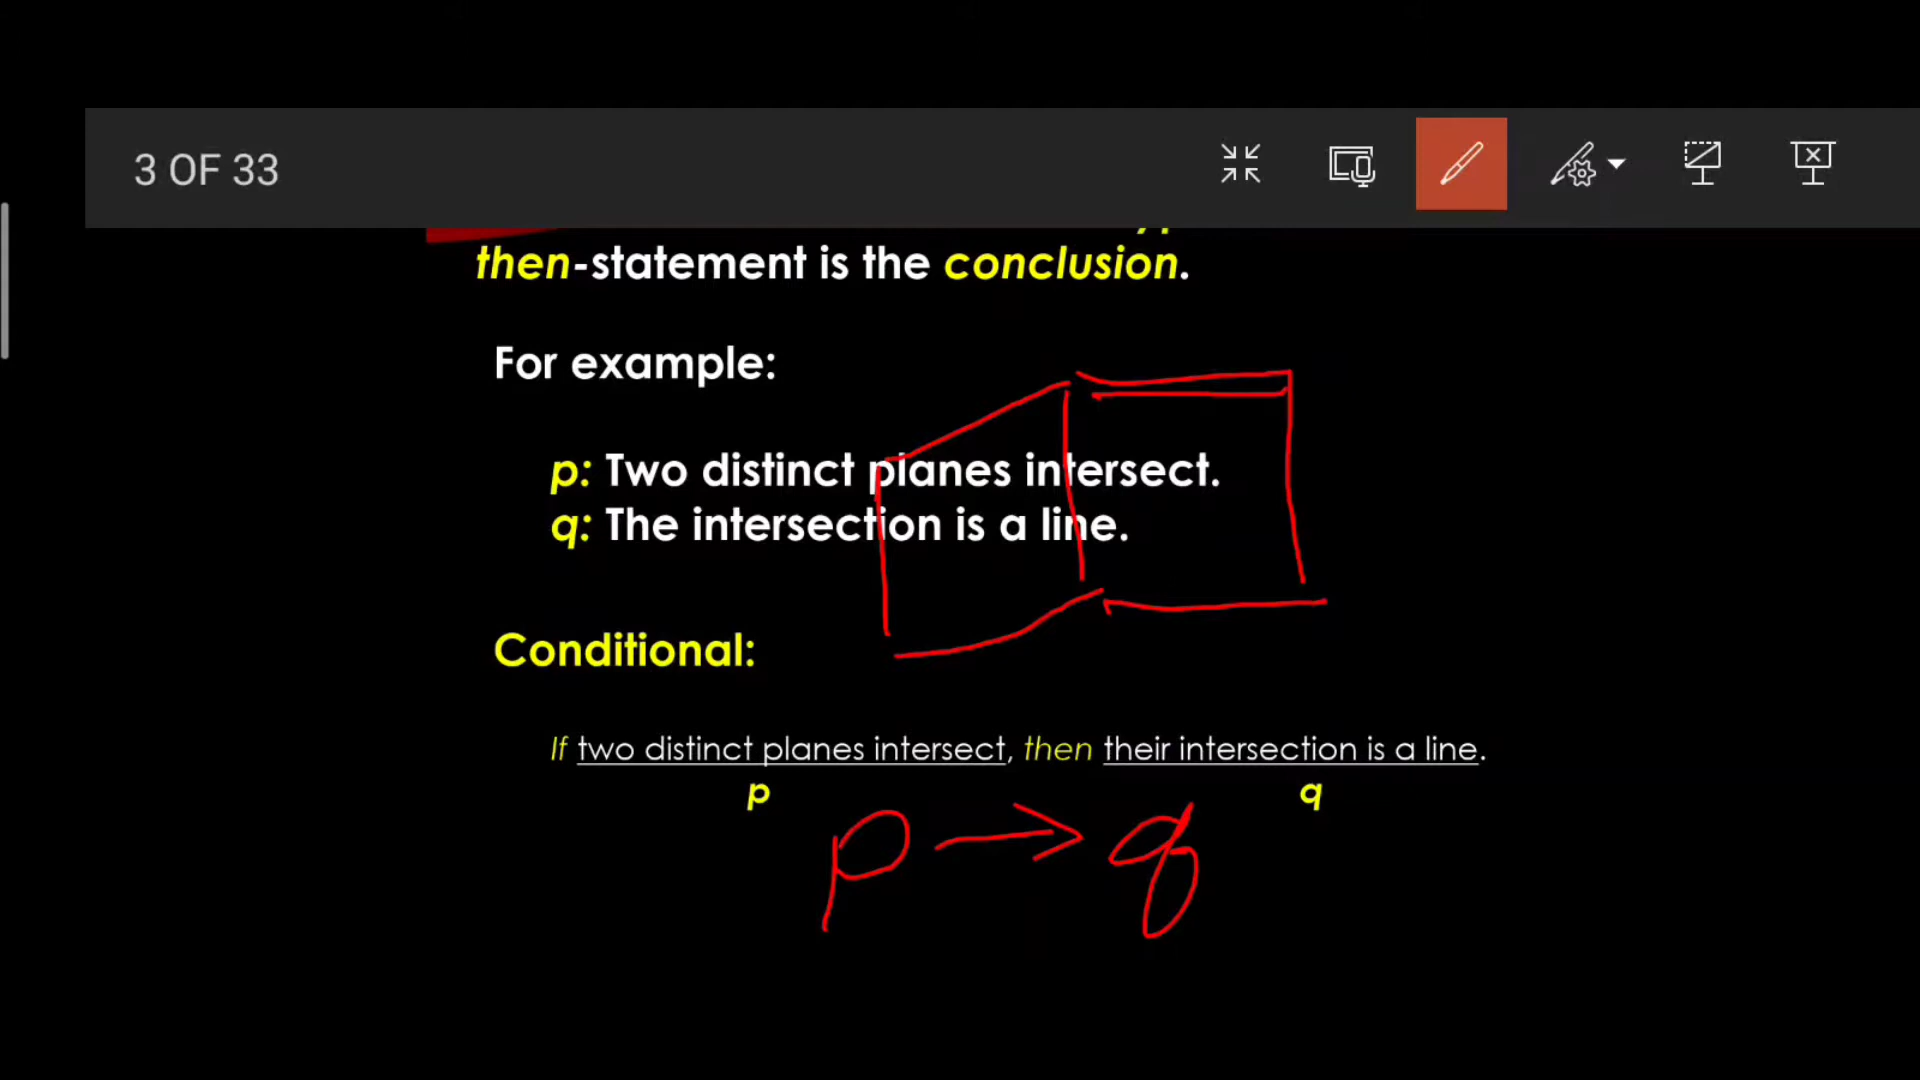 3 OF 33
then-statement is the conclusion.
For example:
p: Two distinct planes intersect.
q: The intersection is a line.
Conditional:
If two distinct planes intersect, then their intersection is a line.
p q
p → q